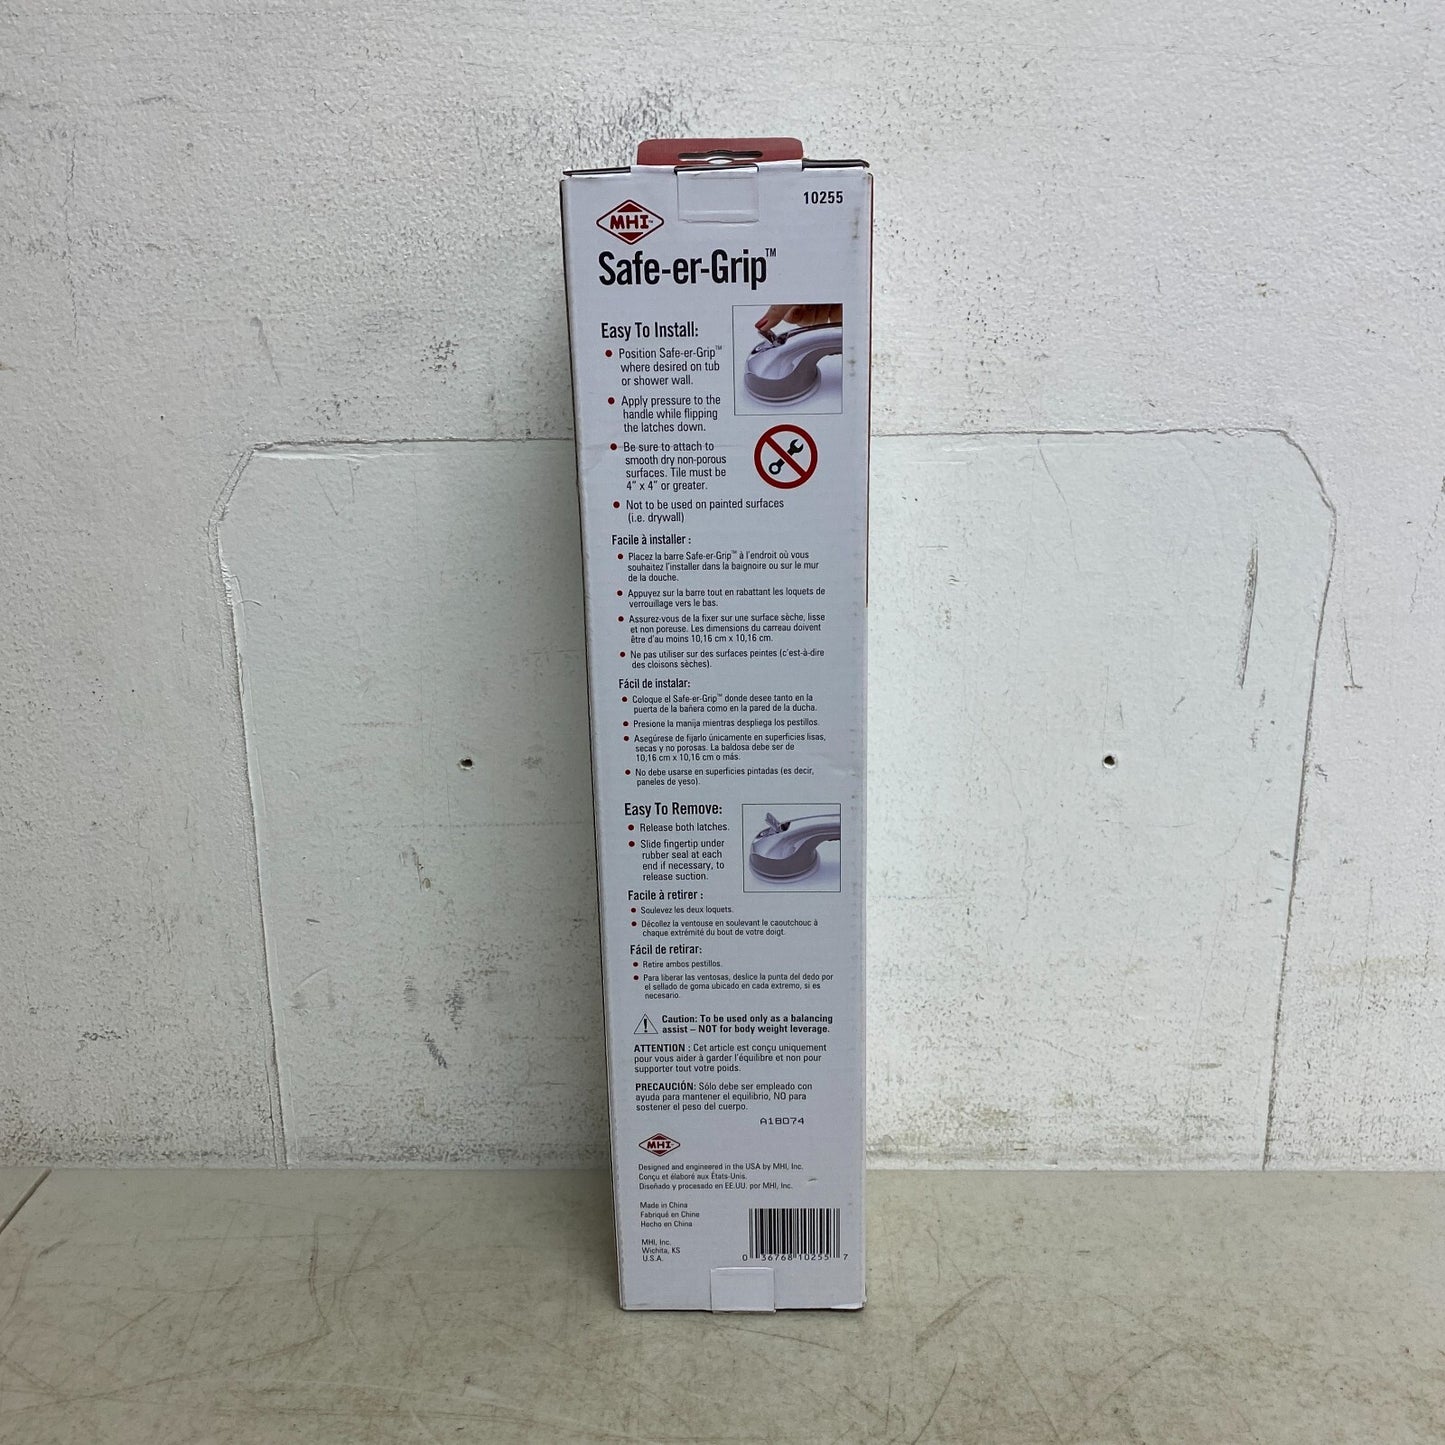 10255
MHI™
Safe-er-Grip™
Easy To Install:
• Position Safe-er-Grip™
where desired on tub
or shower wall.
• Apply pressure to the
handle while flipping
the latches down.
• Be sure to attach to
smooth dry non-porous
surfaces. Tile must be
4" x 4" or greater.
• Not to be used on painted surfaces
(i.e. drywall)
Facile à installer :
• Placez la barre Safe-er-Grip™ à l'endroit où vous
souhaitez l'installer dans la baignoire ou sur le mur
de la douche.
• Appuyez sur la barre tout en rabattant les loquets de
verrouillage vers le bas.
• Assurez-vous de la fixer sur une surface sèche, lisse
et non poreuse. Les dimensions du carreau doivent
être d'au moins 10,16 cm x 10,16 cm.
• Ne pas utiliser sur des surfaces peintes (c'est-à-dire
des cloisons sèches).
Fácil de instalar:
• Coloque el Safe-er-Grip™ donde desee tanto en la
puerta de la bañera como en la pared de la ducha.
• Presione la manija mientras despliega los pestillos.
• Asegúrese de fijarlo únicamente en superficies lisas,
secas y no porosas. La baldosa debe ser de
10,16 cm x 10,16 cm o más.
• No debe usarse en superficies pintadas (es decir,
paneles de yeso).
Easy To Remove:
• Release both latches.
• Slide fingertip under
rubber seal at each
end if necessary, to
release suction.
Facile à retirer :
• Soulevez les deux loquets.
• Décollez la ventouse en soulevant le caoutchouc à
chaque extrémité du bout de votre doigt.
Fácil de retirar:
• Retire ambos pestillos.
• Para liberar las ventosas, deslice la punta del dedo por
el sellado de goma ubicado en cada extremo, si es
necesario.
Caution: To be used only as a balancing
assist – NOT for body weight leverage.
ATTENTION : Cet article est conçu uniquement
pour vous aider à garder l'équilibre et non pour
supporter tout votre poids.
PRECAUCIÓN: Sólo debe ser empleado con
ayuda para mantener el equilibrio, NO para
sostener el peso del cuerpo.
A18074
MHI™
Designed and engineered in the USA by MHI, Inc.
Conçu et élaboré aux États-Unis.
Diseñado y procesado en EE.UU. por MHI, Inc.
Made in China
Fabriqué en Chine
Hecho en China
MHI, Inc.
Wichita, KS
U.S.A.
0 36768 10255 7